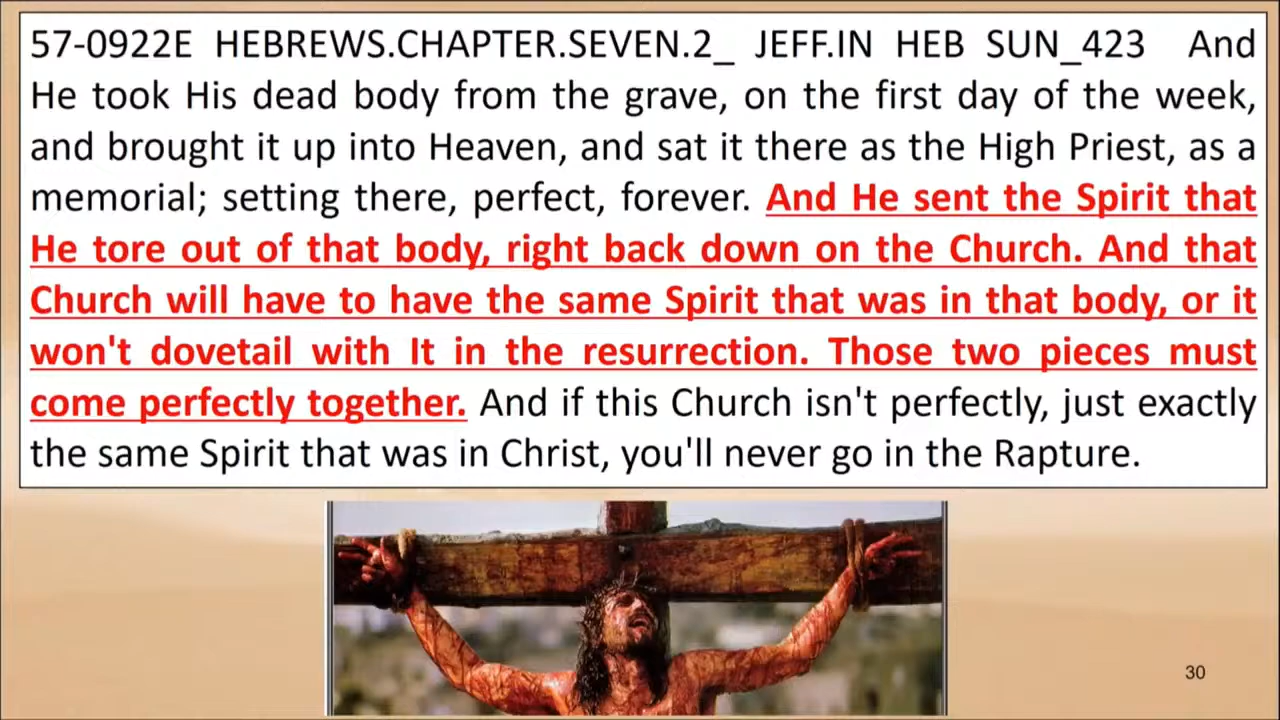 57-0922E HEBREWS.CHAPTER.SEVEN.2_ JEFF.IN HEB SUN_423 And
He took His dead body from the grave, on the first day of the week,
and brought it up into Heaven, and sat it there as the High Priest, as a
memorial; setting there, perfect, forever. And He sent the Spirit that
He tore out of that body, right back down on the Church. And that
Church will have to have the same Spirit that was in that body, or it
won't dovetail with It in the resurrection. Those two pieces must
come perfectly together. And if this Church isn't perfectly, just exactly
the same Spirit that was in Christ, you'll never go in the Rapture.
30